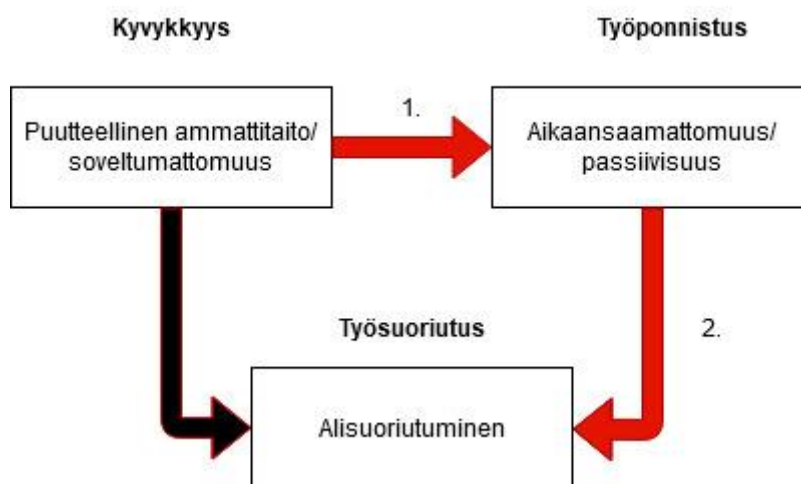 Kyvykkyys
Työponnistus
Puutteellinen ammattitaito/
soveltumattomuus
1.
Aikaansaamattomuus/
passiivisuus
Työsuoriutus
2.
Alisuoriutuminen